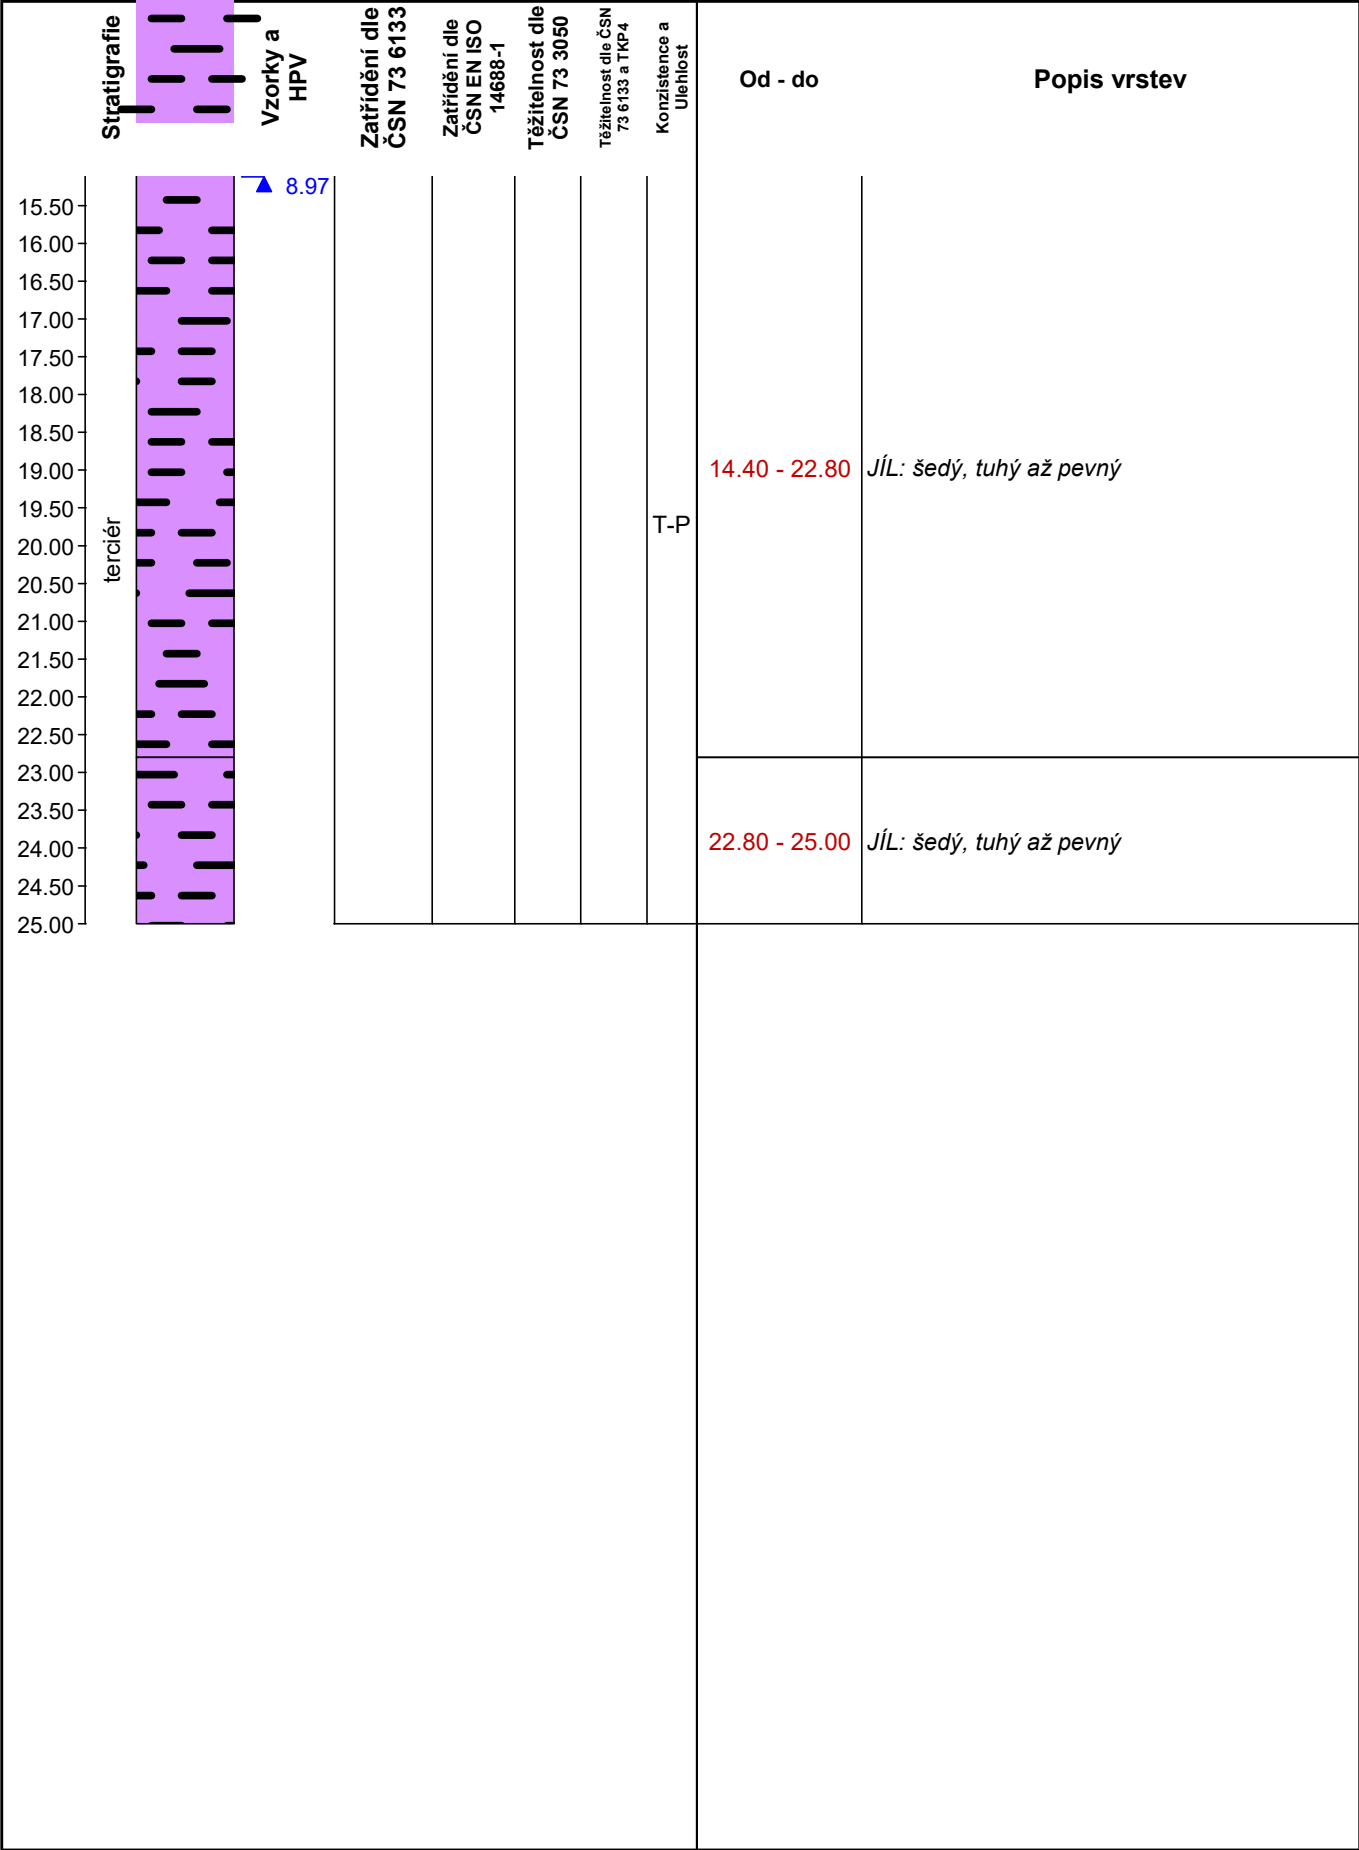 Stratigrafie
Vzorky a
HPV
Zatřídění dle
ČSN 73 6133
Zatřídění dle
ČSN EN ISO
14688-1
Těžitelnost dle
ČSN 73 3050
Těžitelnost dle ČSN
73 6133 a TKP4
Konzistence a
Ulehlost
Od - do
Popis vrstev
8.97
15.50
16.00
16.50
17.00
17.50
18.00
18.50
19.00
19.50
20.00
20.50
21.00
21.50
22.00
22.50
23.00
23.50
24.00
24.50
25.00
terciér
T-P
14.40 - 22.80 JÍL: šedý, tuhý až pevný
22.80 - 25.00 JÍL: šedý, tuhý až pevný